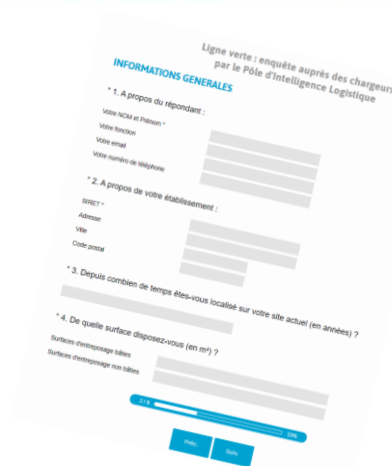 Ligne verte : enquête auprès des chargeurs
par le Pôle d'Intelligence Logistique
INFORMATIONS GENERALES
* 1. A propos du répondant :
Votre NOM et Prénom *
Votre fonction
Votre email
Votre numéro de téléphone
* 2. A propos de votre établissement :
SIRET *
Adresse
Ville
Code postal
* 3. Depuis combien de temps êtes-vous localisé sur votre site actuel (en années) ?
* 4. De quelle surface disposez-vous (en m²) ?
Surfaces d'entreposage bâties
Surfaces d'entreposage non bâties
33%
Préc.
Suiv.